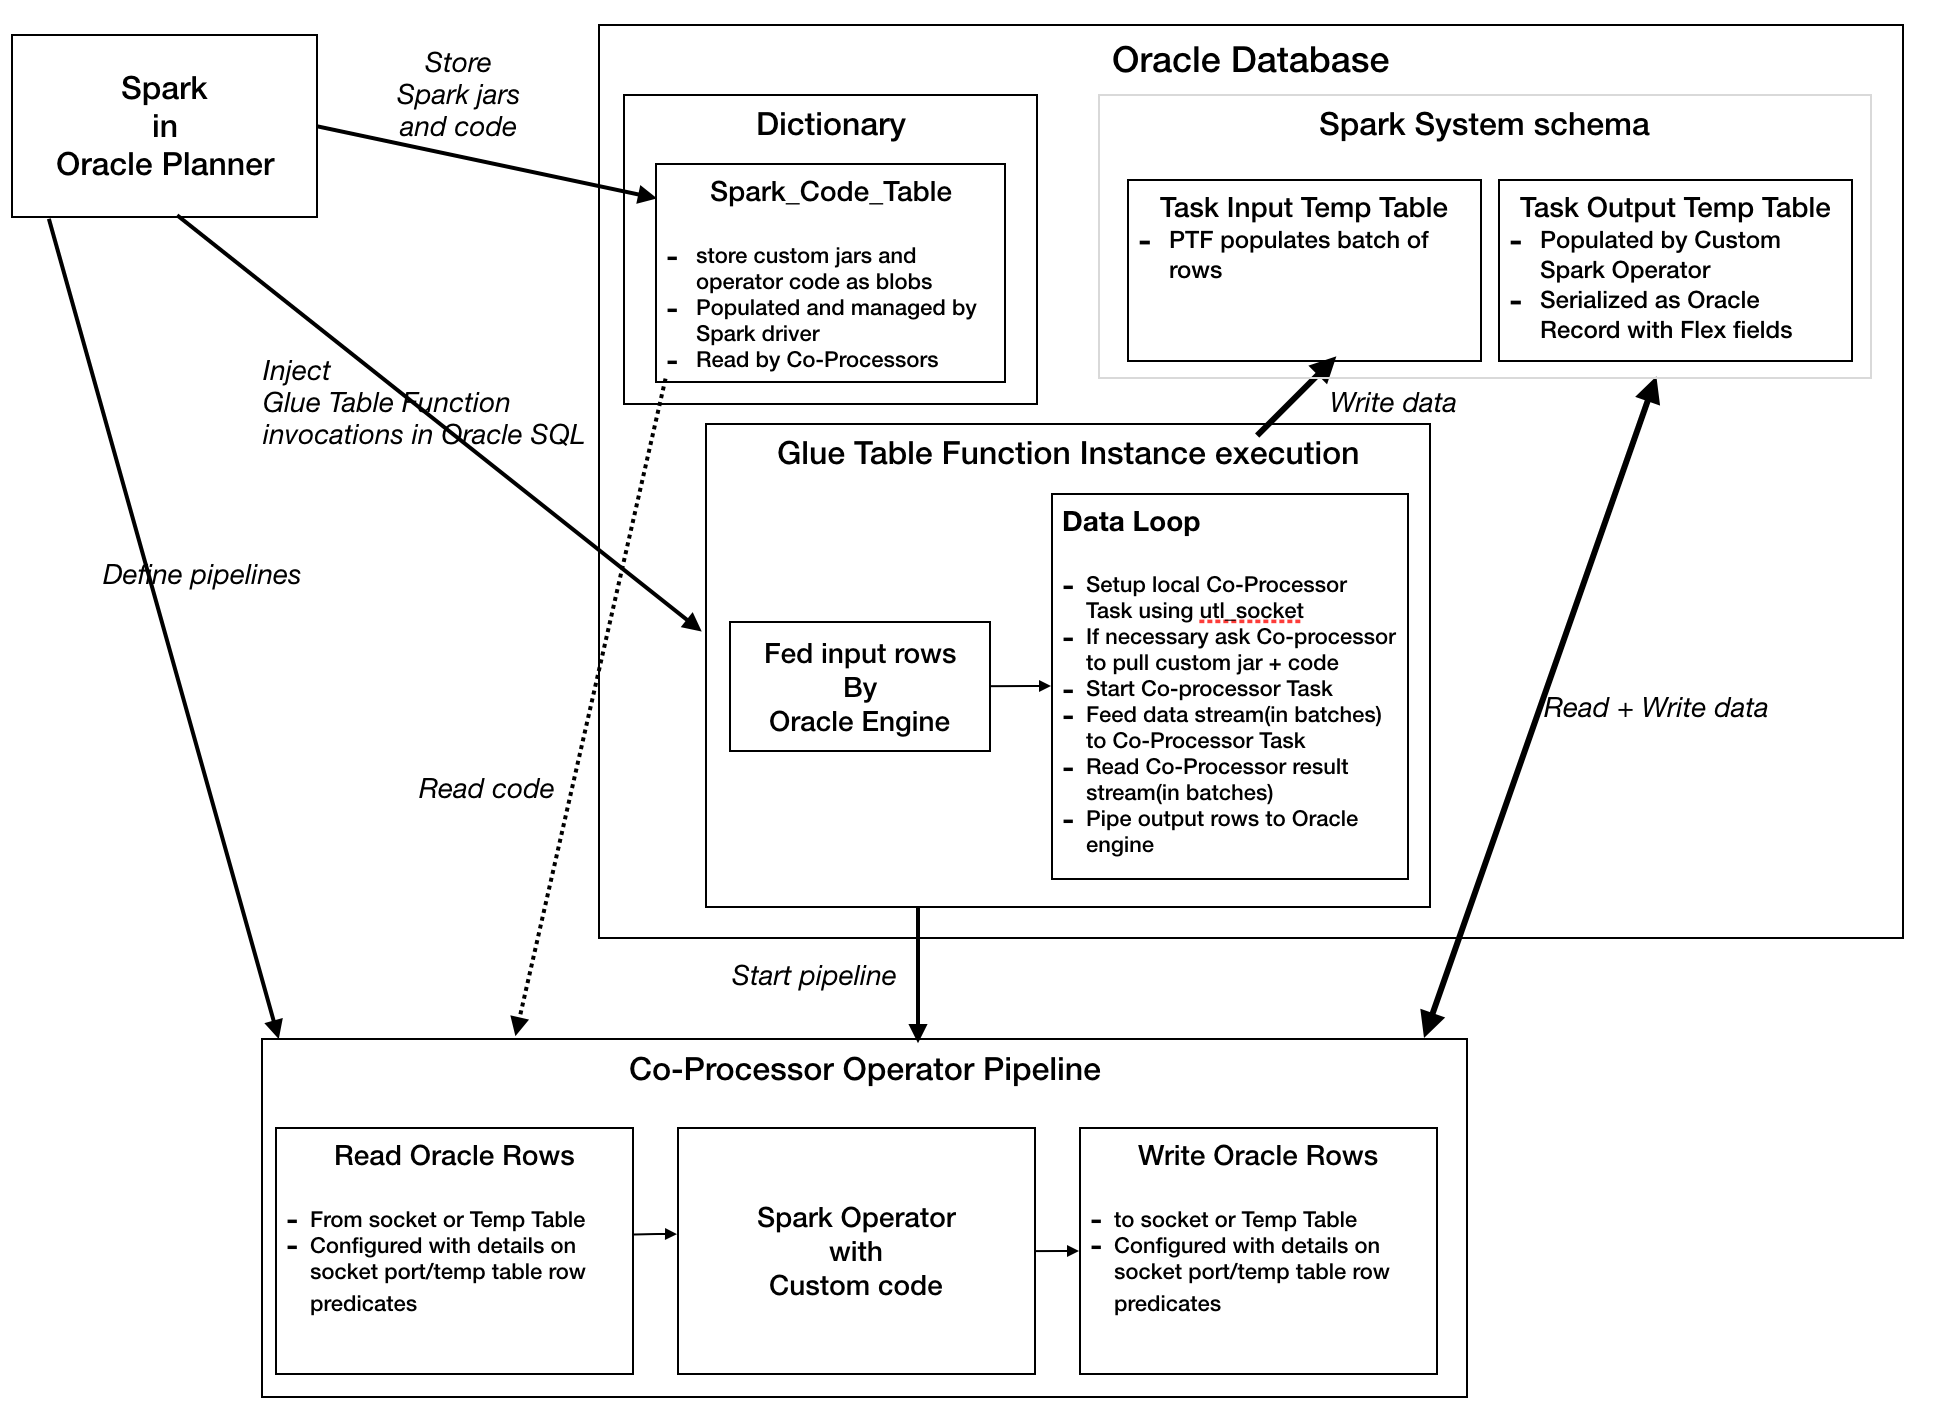 Spark
in
Oracle Planner
Store
Spark jars
and code
Oracle Database
Dictionary
Spark_Code_Table
- store custom jars and
operator code as blobs
- Populated and managed by
Spark driver
- Read by Co-Processors
Spark System schema
Task Input Temp Table
- PTF populates batch of
rows
Task Output Temp Table
- Populated by Custom
Spark Operator
- Serialized as Oracle
Record with Flex fields
Inject
Glue Table Function
invocations in Oracle SQL
Write data
Glue Table Function Instance execution
Fed input rows
By
Oracle Engine
Data Loop
- Setup local Co-Processor
Task using utl_socket
- If necessary ask Co-processor
to pull custom jar + code
- Start Co-processor Task
- Feed data stream(in batches)
to Co-Processor Task
- Read Co-Processor result
stream(in batches)
- Pipe output rows to Oracle
engine
Define pipelines
Read code
Read + Write data
Start pipeline
Co-Processor Operator Pipeline
Read Oracle Rows
- From socket or Temp Table
- Configured with details on
socket port/temp table row
predicates
Spark Operator
with
Custom code
Write Oracle Rows
- to socket or Temp Table
- Configured with details on
socket port/temp table row
predicates